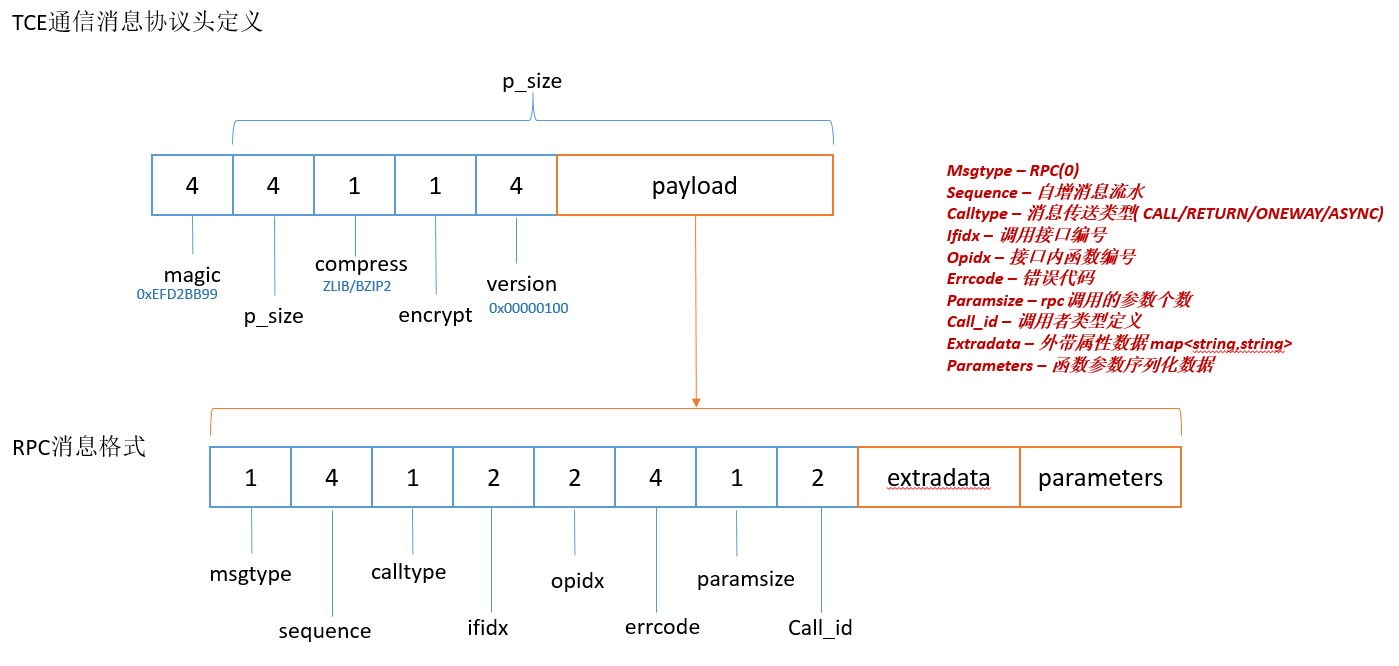 TCE通信消息协议头定义
p_size
4 4 1 1 4 payload
magic
0xEFD2BB99
p_size
compress
ZLIB/BZIP2
encrypt
version
0x00000100
Msgtype – RPC(0)
Sequence – 自增消息流水
Calltype – 消息传送类型( CALL/RETURN/ONEWAY/ASYNC)
Ifidx – 调用接口编号
Opidx – 接口内函数编号
Errcode – 错误代码
Paramsize – rpc调用的参数个数
Call_id – 调用者类型定义
Extradata – 外带属性数据 map<string,string>
Parameters – 函数参数序列化数据
RPC消息格式
1 4 1 2 2 4 1 2 extradata parameters
msgtype
sequence
calltype
ifidx
opidx
errcode
paramsize
Call_id